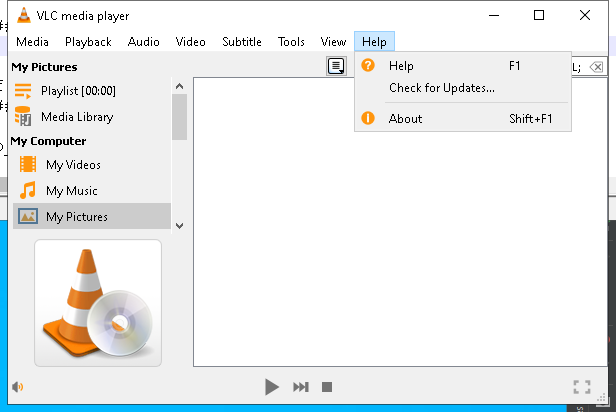 VLC media player
Media Playback Audio Video Subtitle Tools View Help
My Pictures
Playlist [00:00]
Media Library
My Computer
My Videos
My Music
My Pictures
L;
Help F1
Check for Updates...
About Shift+F1